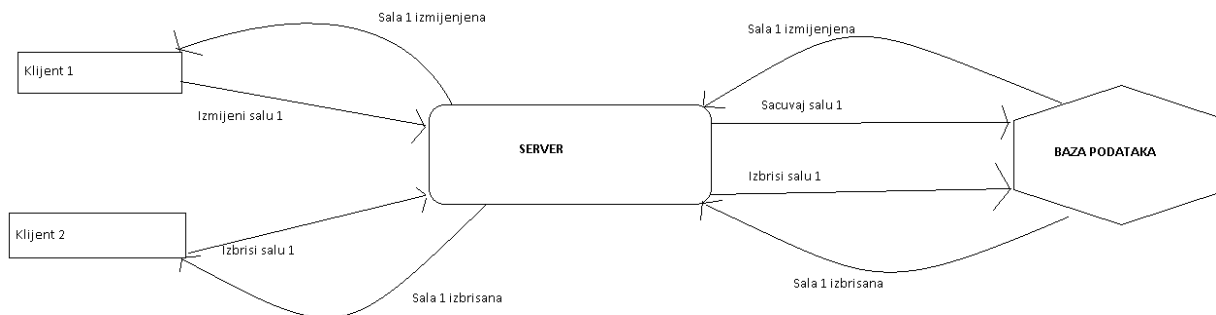 Sala 1 izmijenjena
Sala 1 izmijenjena
Klijent 1
Izmijeni salu 1
Sacuvaj salu 1
SERVER
BAZA PODATAKA
Izbrisi salu 1
Klijent 2
Izbrisi salu 1
Sala 1 izbrisana
Sala 1 izbrisana